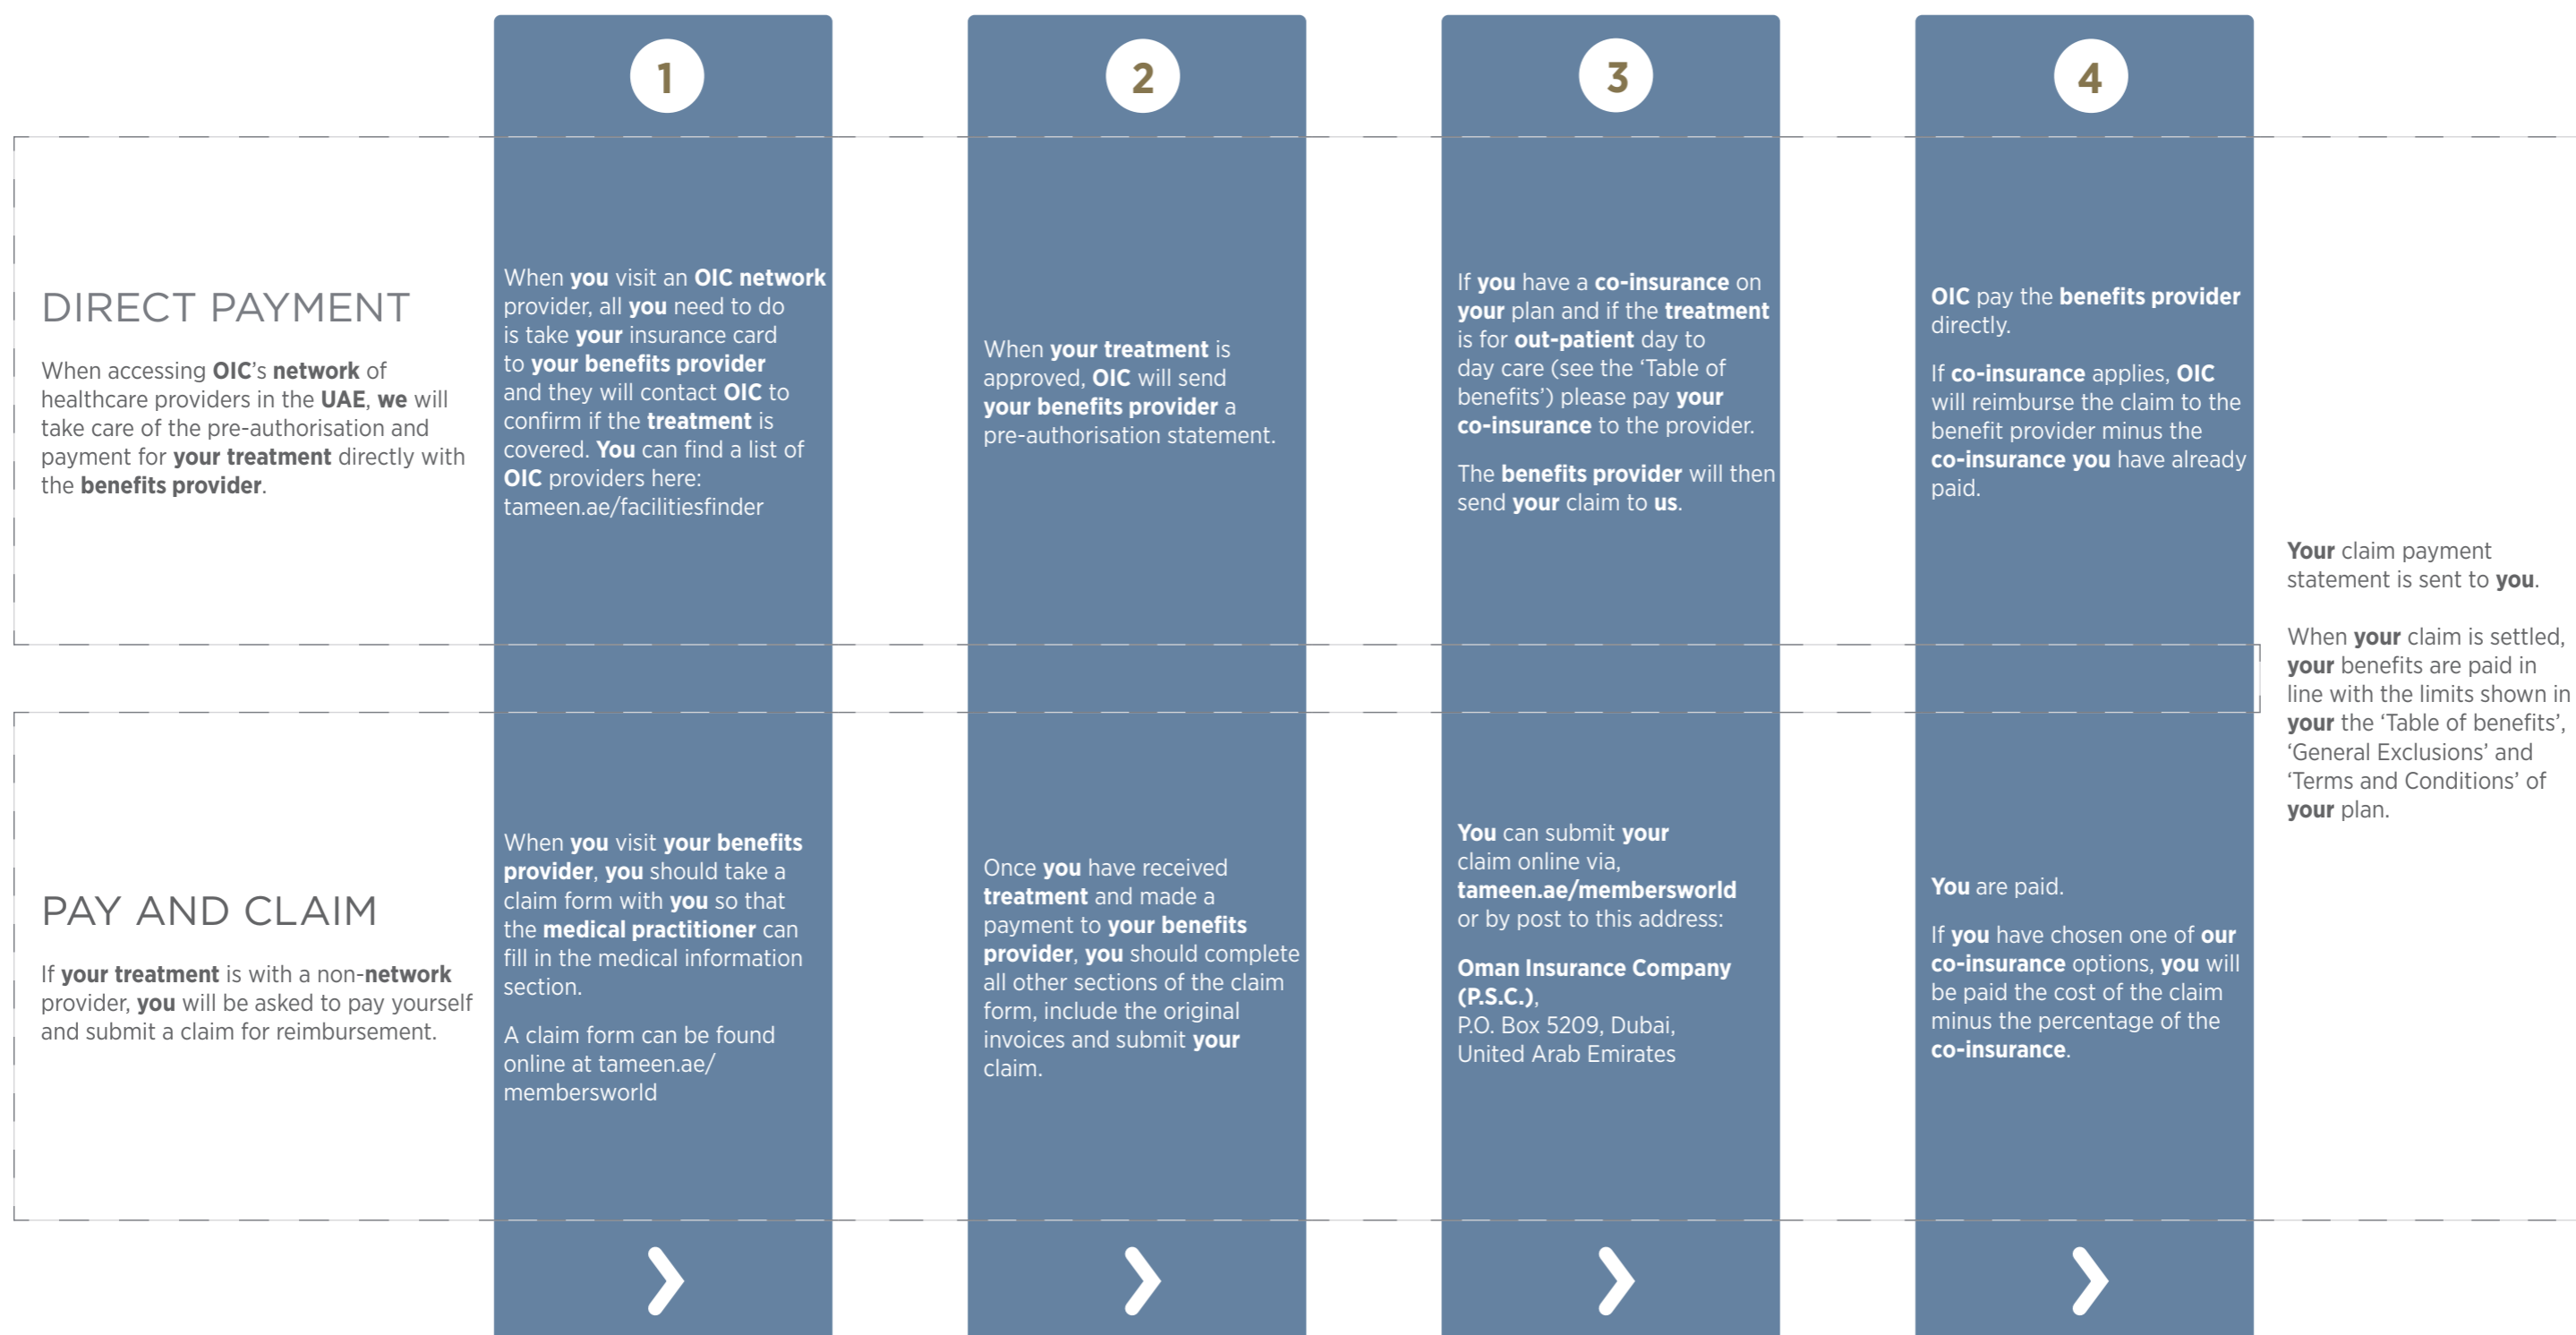 1
2
3
4
DIRECT PAYMENT
When accessing OIC's network of
healthcare providers in the UAE, we will
take care of the pre-authorisation and
payment for your treatment directly with
the benefits provider.
When you visit an OIC network
provider, all you need to do
is take your insurance card
to your benefits provider
and they will contact OIC to
confirm if the treatment is
covered. You can find a list of
OIC providers here:
tameen.ae/facilitiesfinder
When your treatment is
approved, OIC will send
your benefits provider a
pre-authorisation statement.
If you have a co-insurance on
your plan and if the treatment
is for out-patient day to
day care (see the ‘Table of
benefits’) please pay your
co-insurance to the provider.
The benefits provider will then
send your claim to us.
OIC pay the benefits provider
directly.
If co-insurance applies, OIC
will reimburse the claim to the
benefit provider minus the
co-insurance you have already
paid.
PAY AND CLAIM
If your treatment is with a non-network
provider, you will be asked to pay yourself
and submit a claim for reimbursement.
When you visit your benefits
provider, you should take a
claim form with you so that
the medical practitioner can
fill in the medical information
section.
A claim form can be found
online at tameen.ae/
membersworld
Once you have received
treatment and made a
payment to your benefits
provider, you should complete
all other sections of the claim
form, include the original
invoices and submit your
claim.
You can submit your
claim online via,
tameen.ae/membersworld
or by post to this address:
Oman Insurance Company
(P.S.C.),
P.O. Box 5209, Dubai,
United Arab Emirates
You are paid.
If you have chosen one of our
co-insurance options, you will
be paid the cost of the claim
minus the percentage of the
co-insurance.
Your claim payment
statement is sent to you.
When your claim is settled,
your benefits are paid in
line with the limits shown in
your the ‘Table of benefits’,
‘General Exclusions’ and
‘Terms and Conditions’ of
your plan.